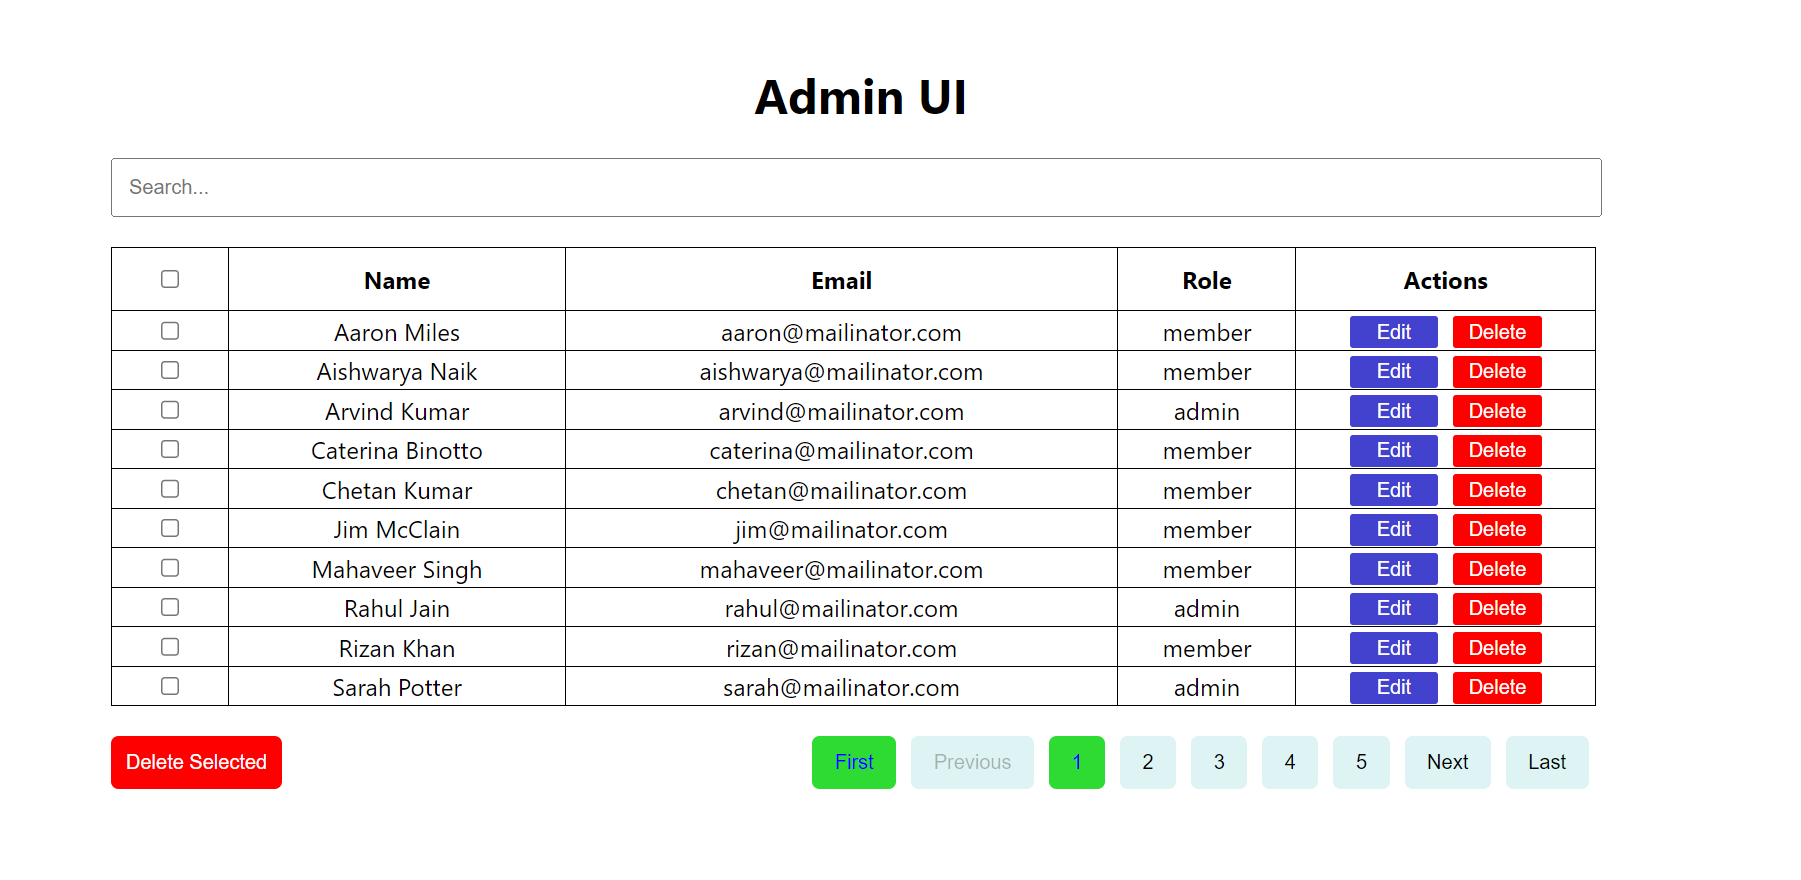 Admin UI
Search...
Name Email Role Actions
Aaron Miles aaron@mailinator.com member Edit Delete
Aishwarya Naik aishwarya@mailinator.com member Edit Delete
Arvind Kumar arvind@mailinator.com admin Edit Delete
Caterina Binotto caterina@mailinator.com member Edit Delete
Chetan Kumar chetan@mailinator.com member Edit Delete
Jim McClain jim@mailinator.com member Edit Delete
Mahaveer Singh mahaveer@mailinator.com member Edit Delete
Rahul Jain rahul@mailinator.com admin Edit Delete
Rizan Khan rizan@mailinator.com member Edit Delete
Sarah Potter sarah@mailinator.com admin Edit Delete
Delete Selected First Previous 1 2 3 4 5 Next Last